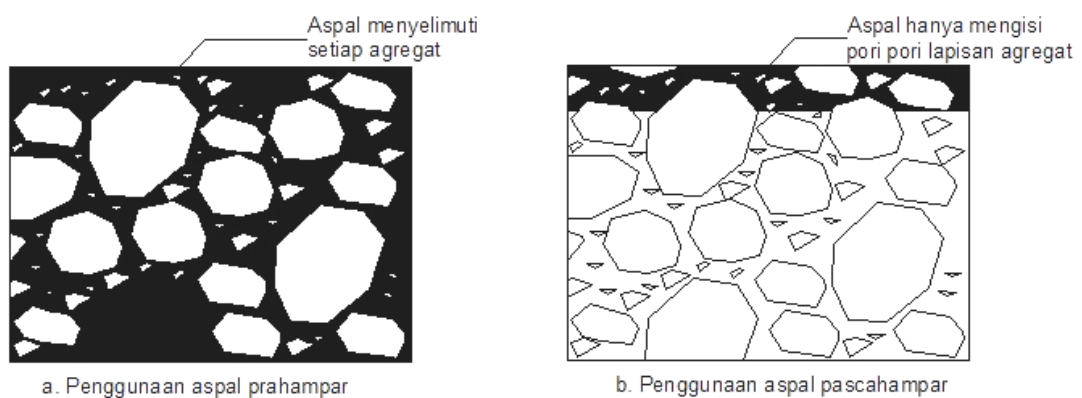 Aspal menyelimuti
setiap agregat
Aspal hanya mengisi
pori pori lapisan agregat
a. Penggunaan aspal prahampar
b. Penggunaan aspal pascahampar